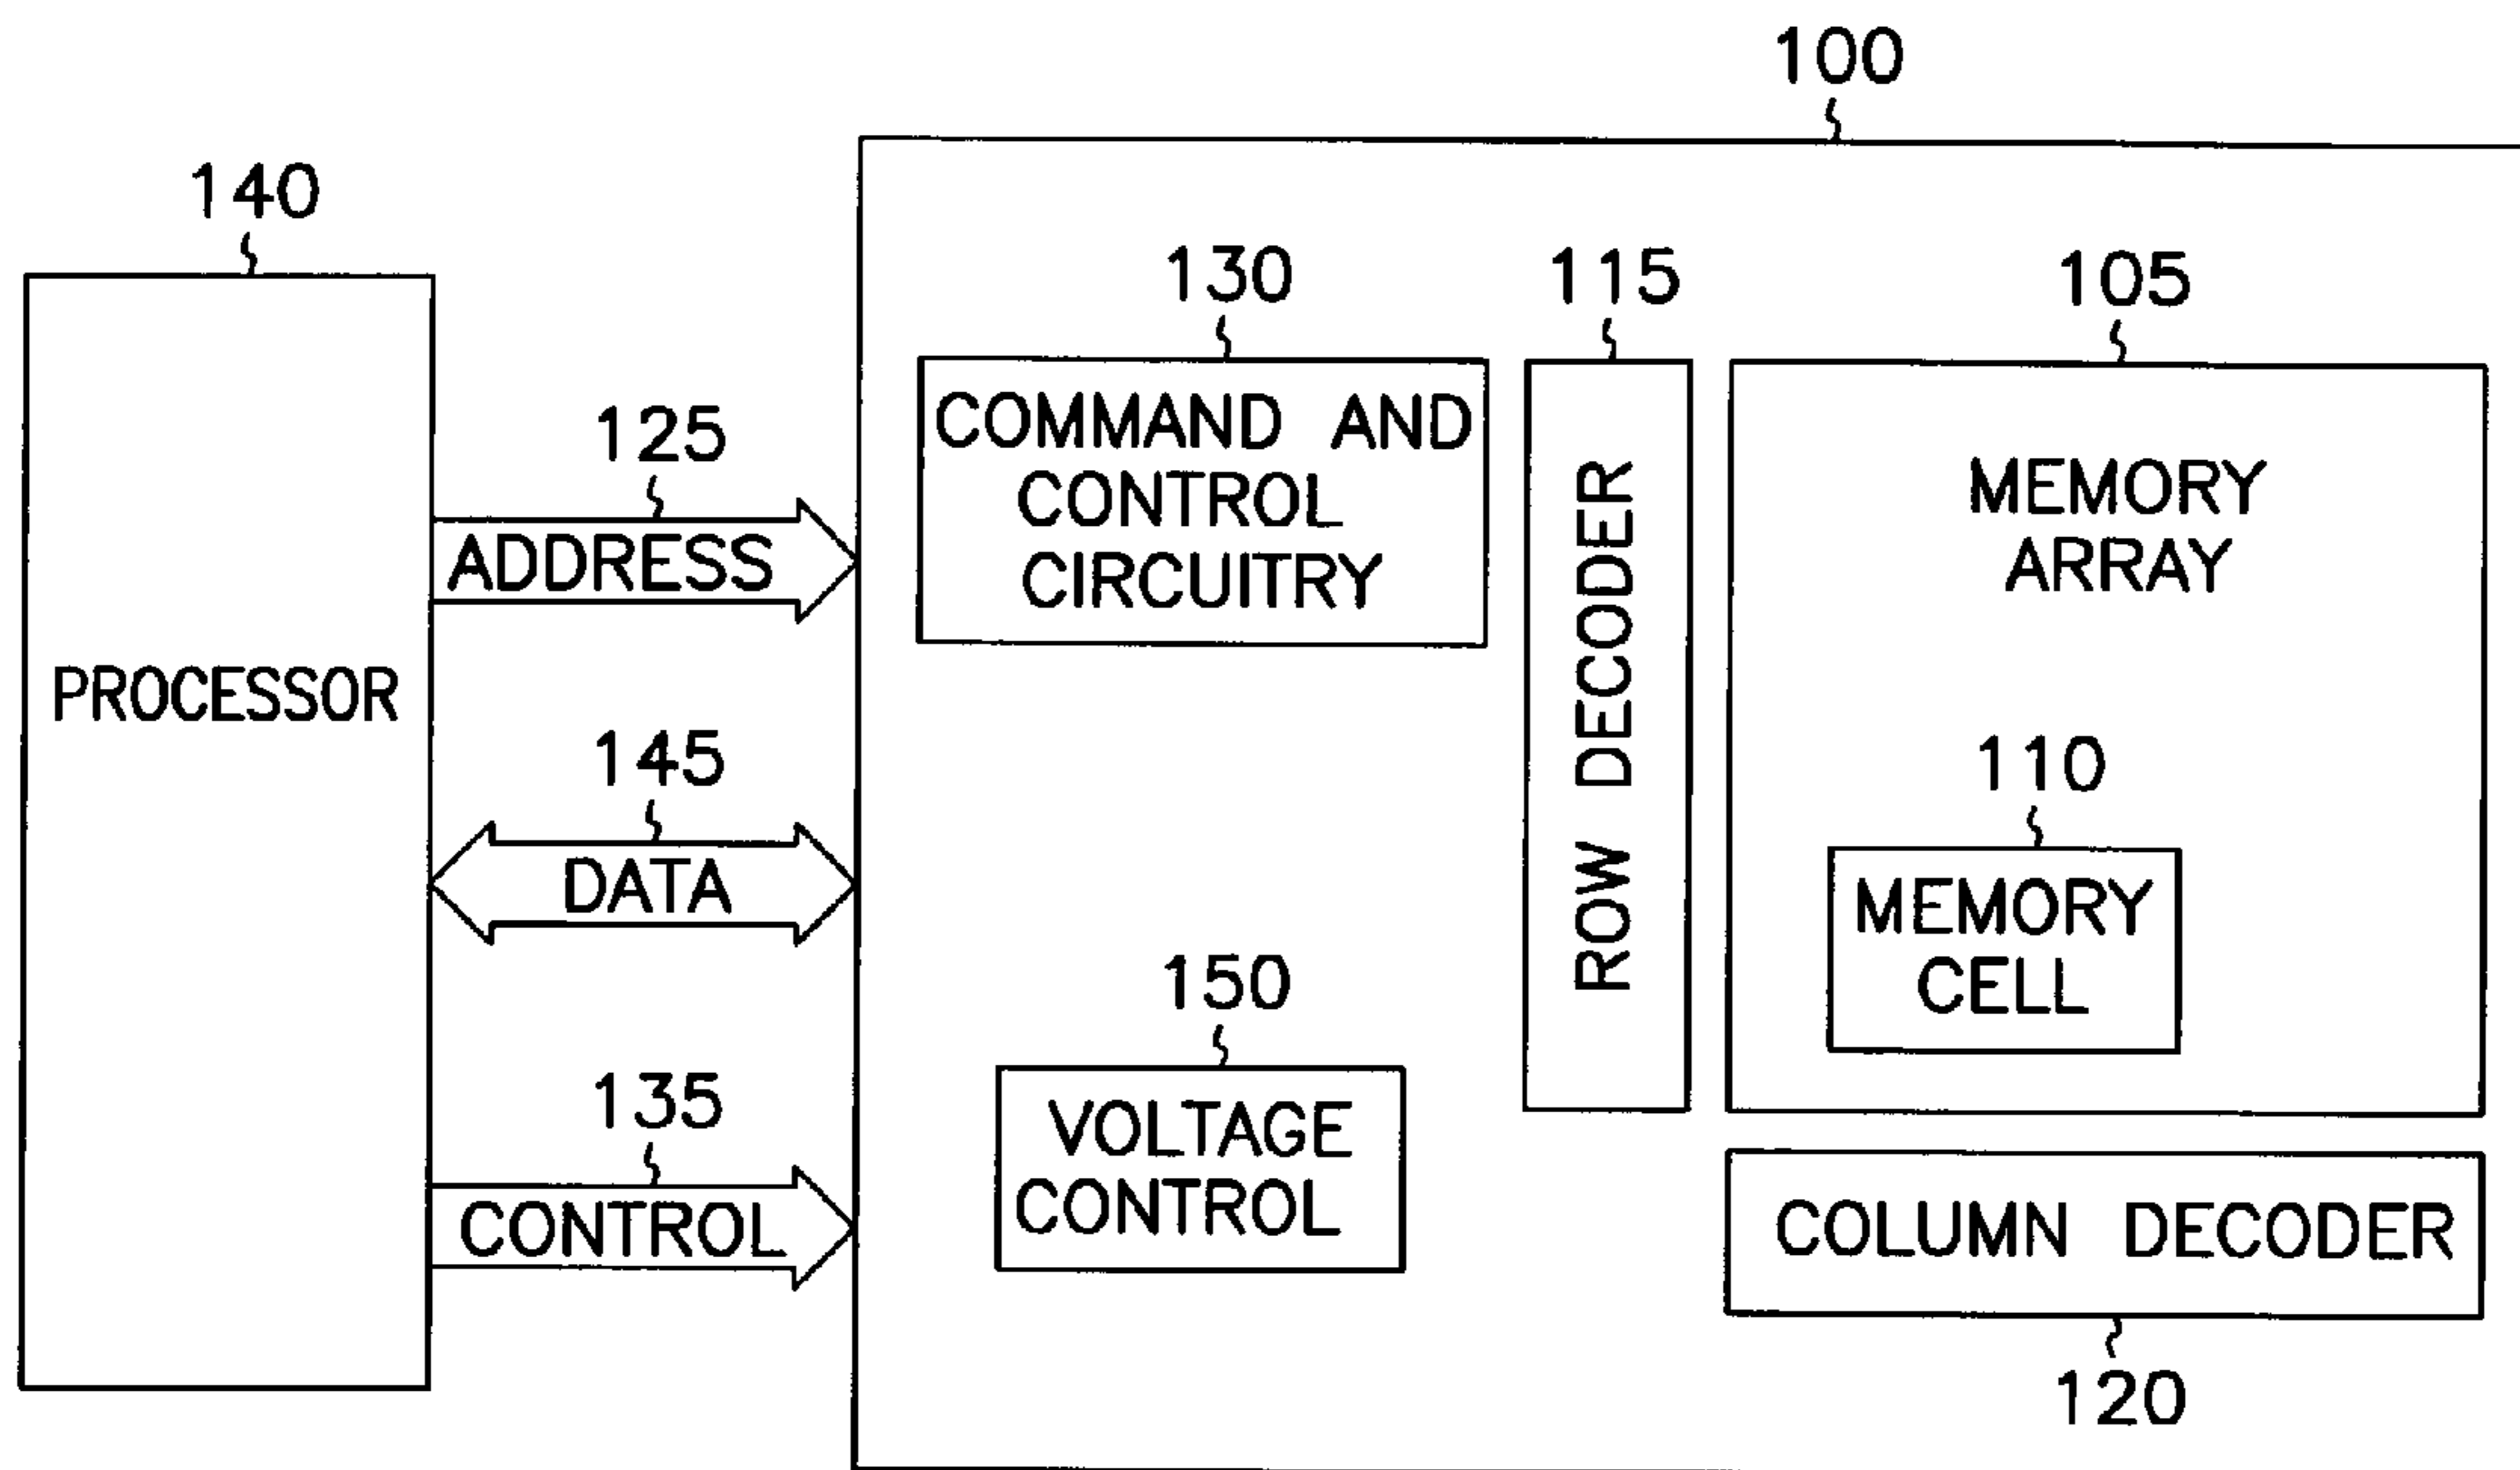 100
140
130
115
105
COMMAND AND
CONTROL
CIRCUITRY
125
ADDRESS
ROW DECODER
MEMORY
ARRAY
PROCESSOR
145
DATA
110
MEMORY
CELL
150
VOLTAGE
CONTROL
135
CONTROL
COLUMN DECODER
120